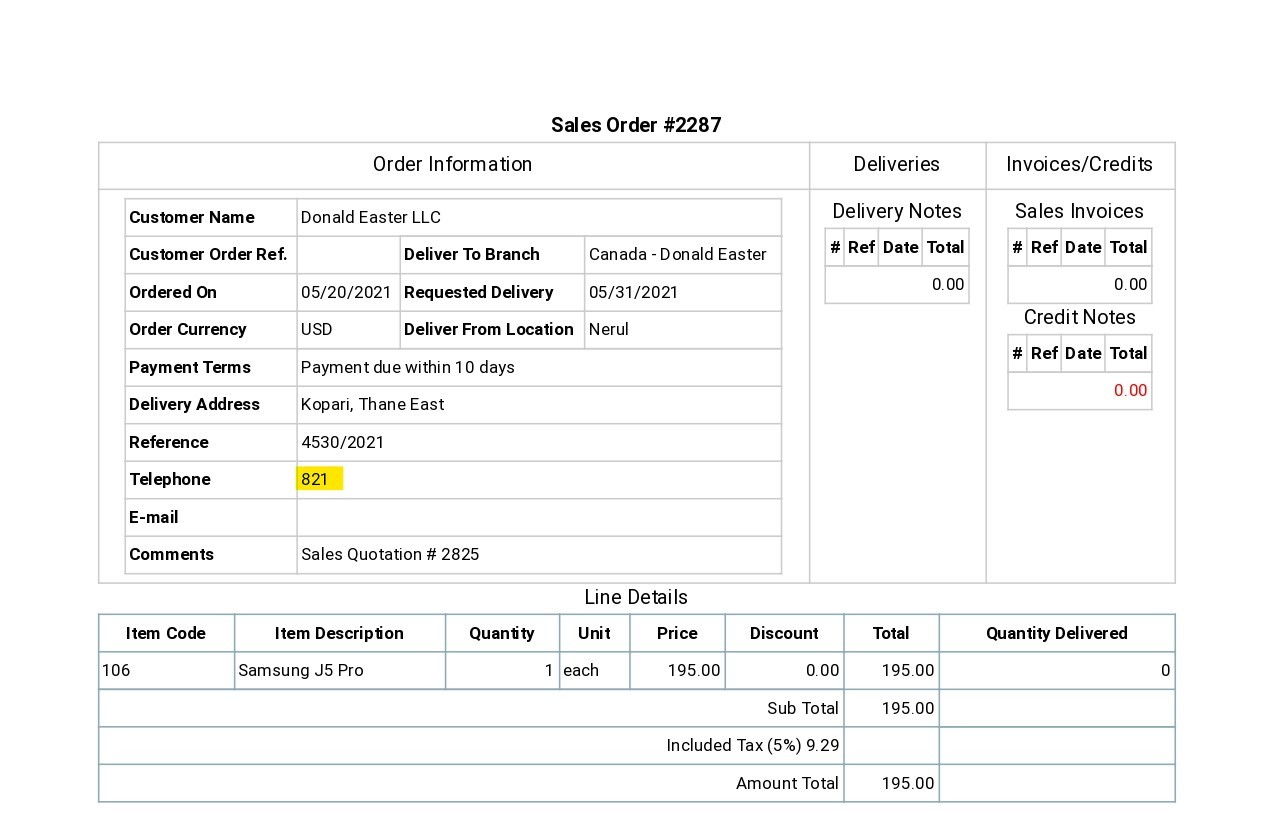 Sales Order #2287
Order Information
Deliveries
Invoices/Credits
Customer Name Donald Easter LLC
Customer Order Ref. Deliver To Branch Canada - Donald Easter
Ordered On 05/20/2021 Requested Delivery 05/31/2021
Order Currency USD Deliver From Location Nerul
Payment Terms Payment due within 10 days
Delivery Address Kopari, Thane East
Reference 4530/2021
Telephone 821
E-mail
Comments Sales Quotation # 2825
Delivery Notes
# Ref Date Total
0.00
Sales Invoices
# Ref Date Total
0.00
Credit Notes
# Ref Date Total
0.00
Line Details
Item Code Item Description Quantity Unit Price Discount Total Quantity Delivered
106 Samsung J5 Pro 1 each 195.00 0.00 195.00 0
Sub Total 195.00
Included Tax (5%) 9.29
Amount Total 195.00